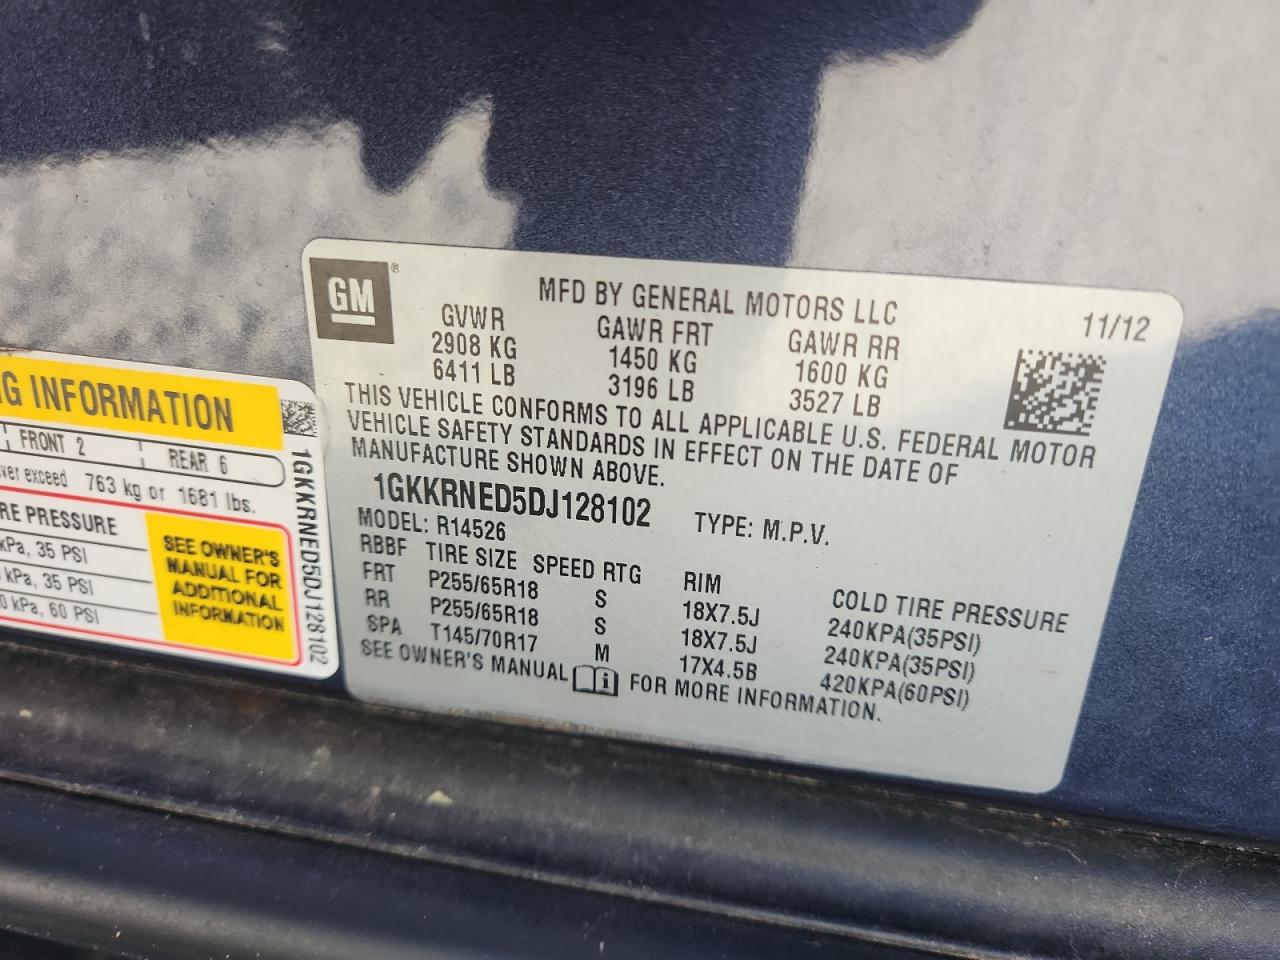 GM®
MFD BY GENERAL MOTORS LLC
11/12
GVWR GAWR FRT GAWR RR
2908 KG 1450 KG 1600 KG
6411 LB 3196 LB 3527 LB
THIS VEHICLE CONFORMS TO ALL APPLICABLE U.S. FEDERAL MOTOR
VEHICLE SAFETY STANDARDS IN EFFECT ON THE DATE OF
MANUFACTURE SHOWN ABOVE.
1GKKRNED5DJ128102 TYPE: M.P.V.
MODEL: R14526
RBBF TIRE SIZE SPEED RTG RIM COLD TIRE PRESSURE
FRT P255/65R18 S 18X7.5J 240KPA(35PSI)
RR P255/65R18 S 18X7.5J 240KPA(35PSI)
SPA T145/70R17 M 17X4.5B 420KPA(60PSI)
SEE OWNER'S MANUAL FOR MORE INFORMATION.
G INFORMATION
FRONT 2 REAR 6
ver exceed 763 kg or 1681 lbs.
RE PRESSURE
kPa, 35 PSI
kPa, 35 PSI
0 kPa, 60 PSI
SEE OWNER'S
MANUAL FOR
ADDITIONAL
INFORMATION
1GKKRNED5DJ128102